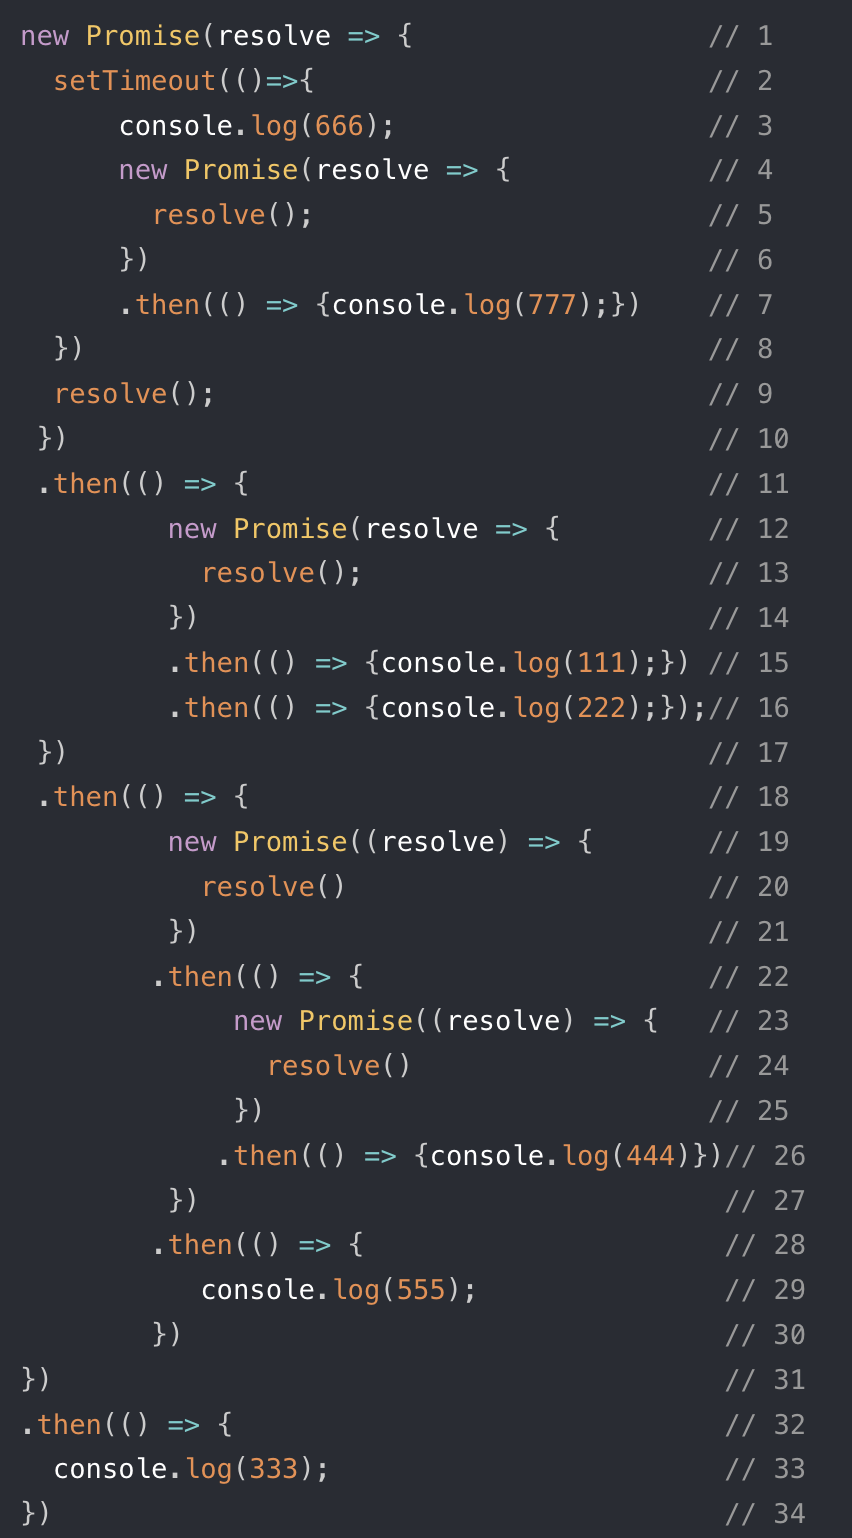 new Promise(resolve => {                  // 1
  setTimeout(()=>{                        // 2
      console.log(666);                   // 3
      new Promise(resolve => {            // 4
        resolve();                        // 5
      })                                  // 6
      .then(() => {console.log(777);})    // 7
  })                                      // 8
  resolve();                              // 9
 })                                       // 10
 .then(() => {                            // 11
         new Promise(resolve => {         // 12
           resolve();                     // 13
         })                               // 14
         .then(() => {console.log(111);}) // 15
         .then(() => {console.log(222);});// 16
 })                                       // 17
 .then(() => {                            // 18
         new Promise((resolve) => {       // 19
           resolve()                      // 20
         })                               // 21
        .then(() => {                     // 22
             new Promise((resolve) => {   // 23
               resolve()                  // 24
             })                           // 25
            .then(() => {console.log(444)})// 26
         })                                // 27
        .then(() => {                      // 28
           console.log(555);               // 29
        })                                 // 30
})                                         // 31
.then(() => {                              // 32
  console.log(333);                        // 33
})                                         // 34